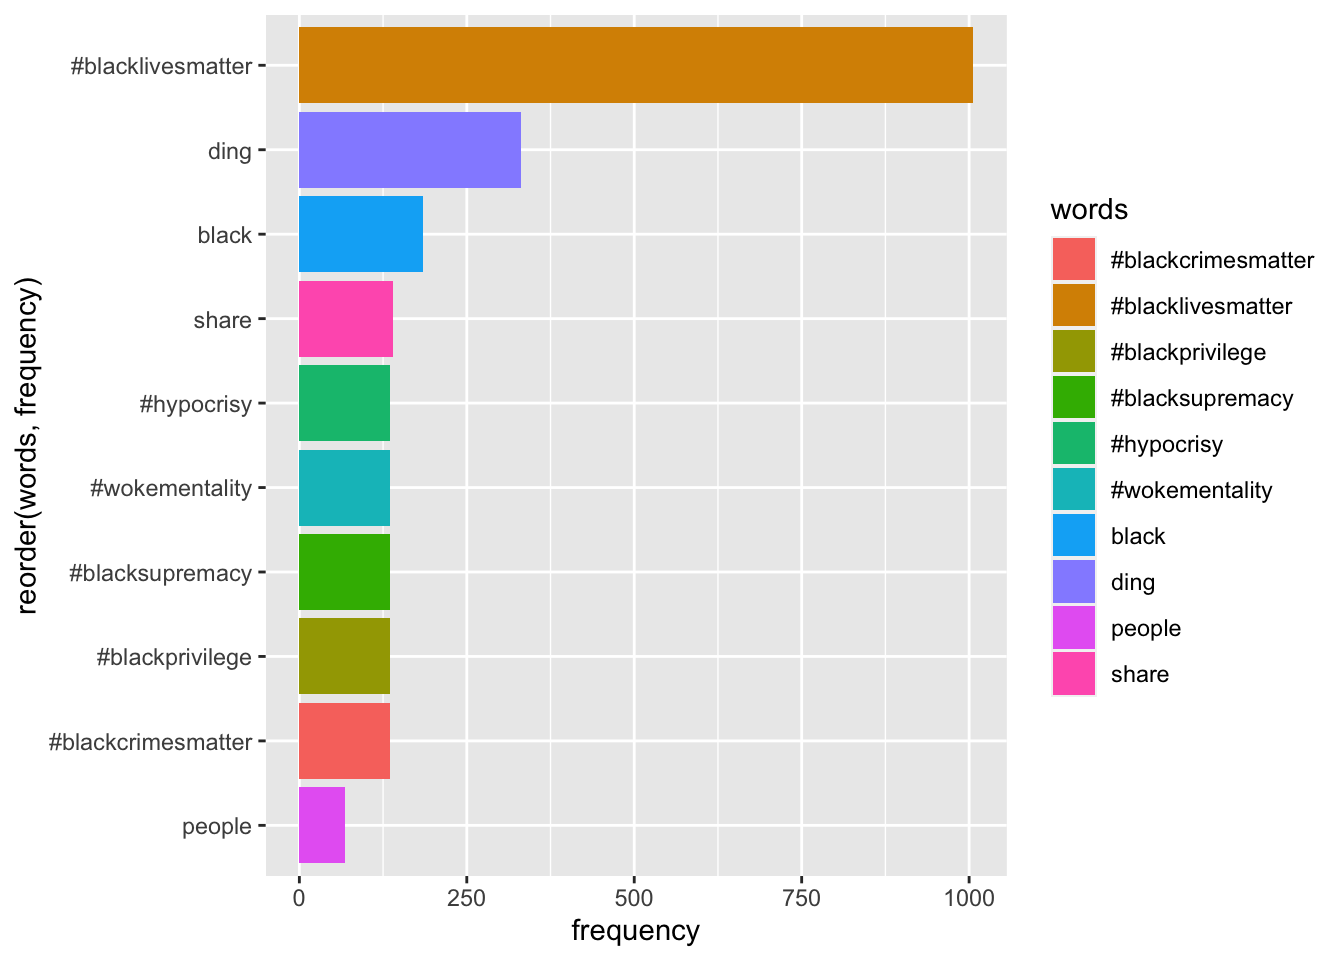 #blacklivesmatter
ding
black
share
#hypocrisy
#wokementality
#blacksupremacy
#blackprivilege
#blackcrimesmatter
people
reorder(words, frequency)
0 250 500 750 1000
frequency
words
#blackcrimesmatter
#blacklivesmatter
#blackprivilege
#blacksupremacy
#hypocrisy
#wokementality
black
ding
people
share